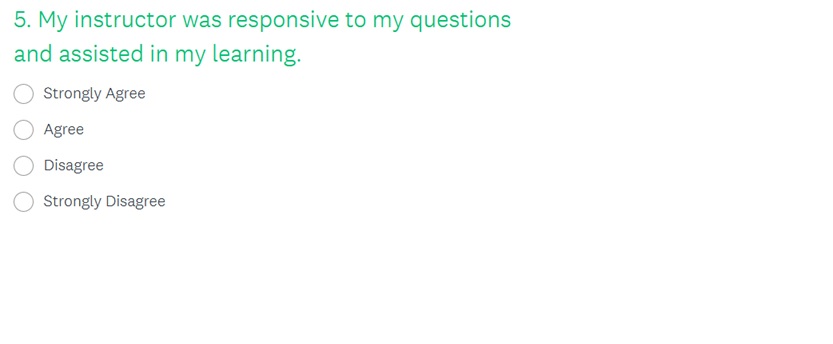 5. My instructor was responsive to my questions
and assisted in my learning.
Strongly Agree
Agree
Disagree
Strongly Disagree